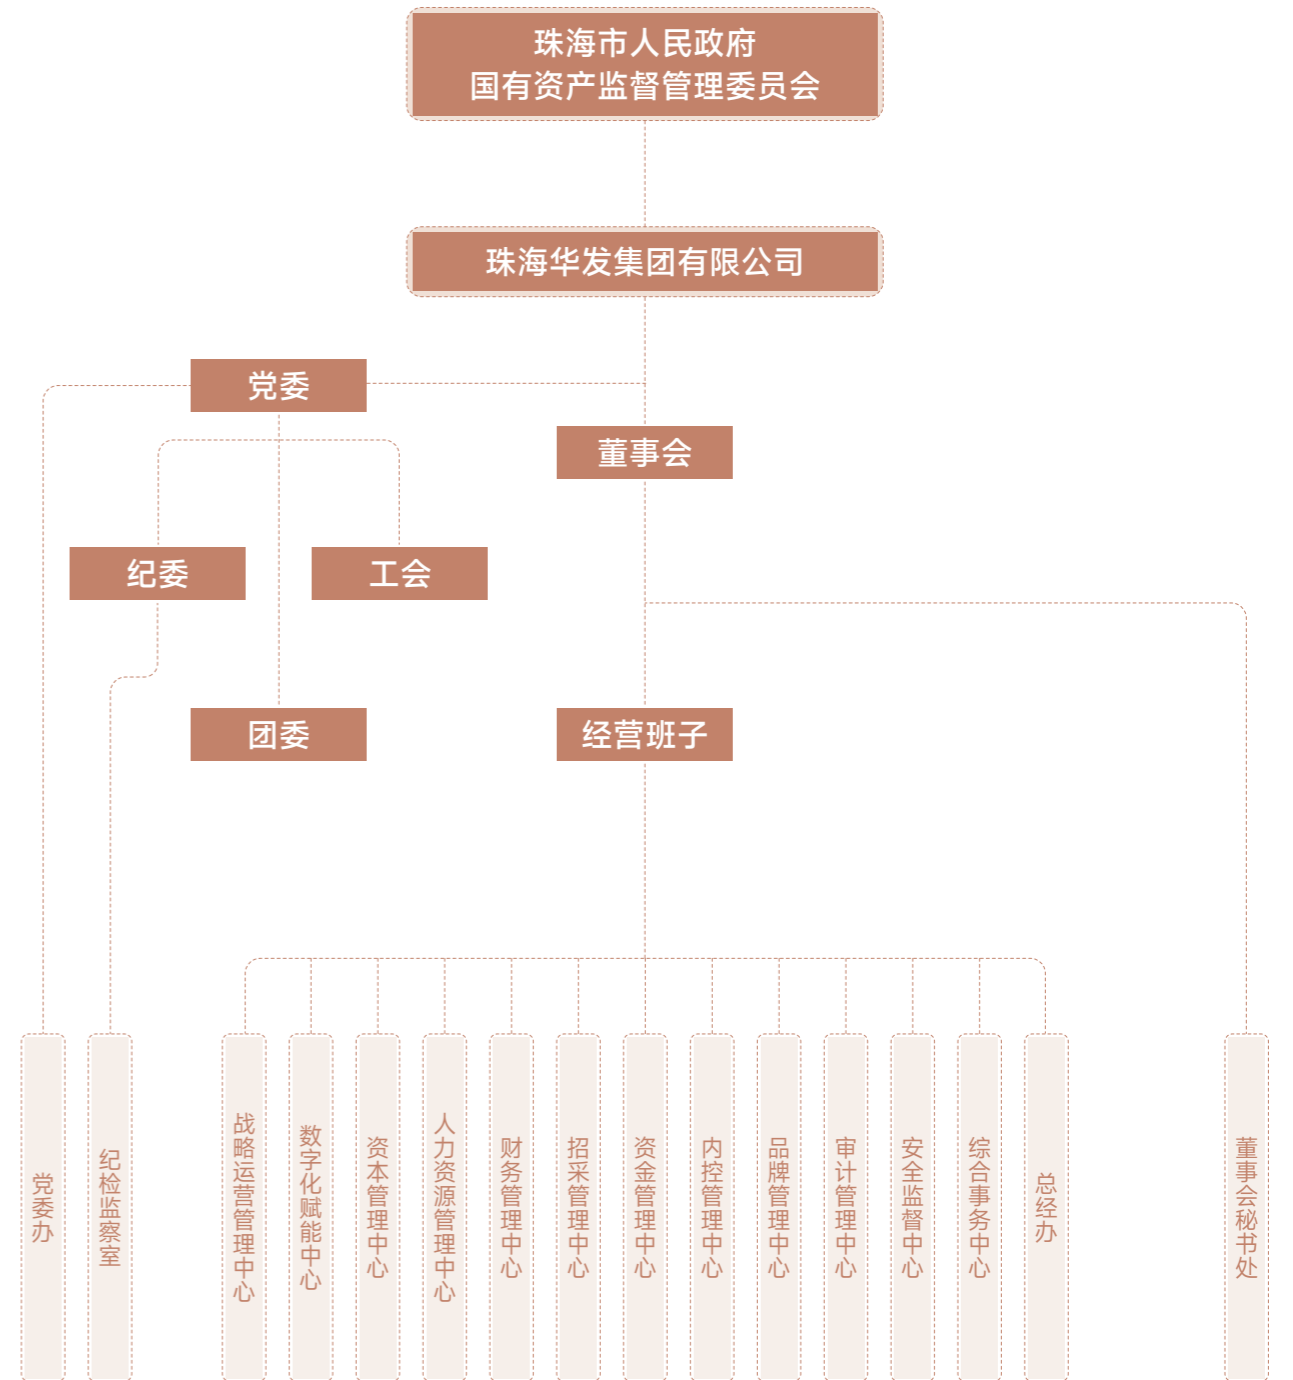 珠海市人民政府
国有资产监督管理委员会
珠海华发集团有限公司
党委
董事会
纪委
工会
团委
经营班子
党委办
纪检监察室
战略运营管理中心
数字化赋能中心
资本管理中心
人力资源管理中心
财务管理中心
招采管理中心
资金管理中心
内控管理中心
品牌管理中心
审计管理中心
安全监督中心
综合事务中心
总经办
董事会秘书处